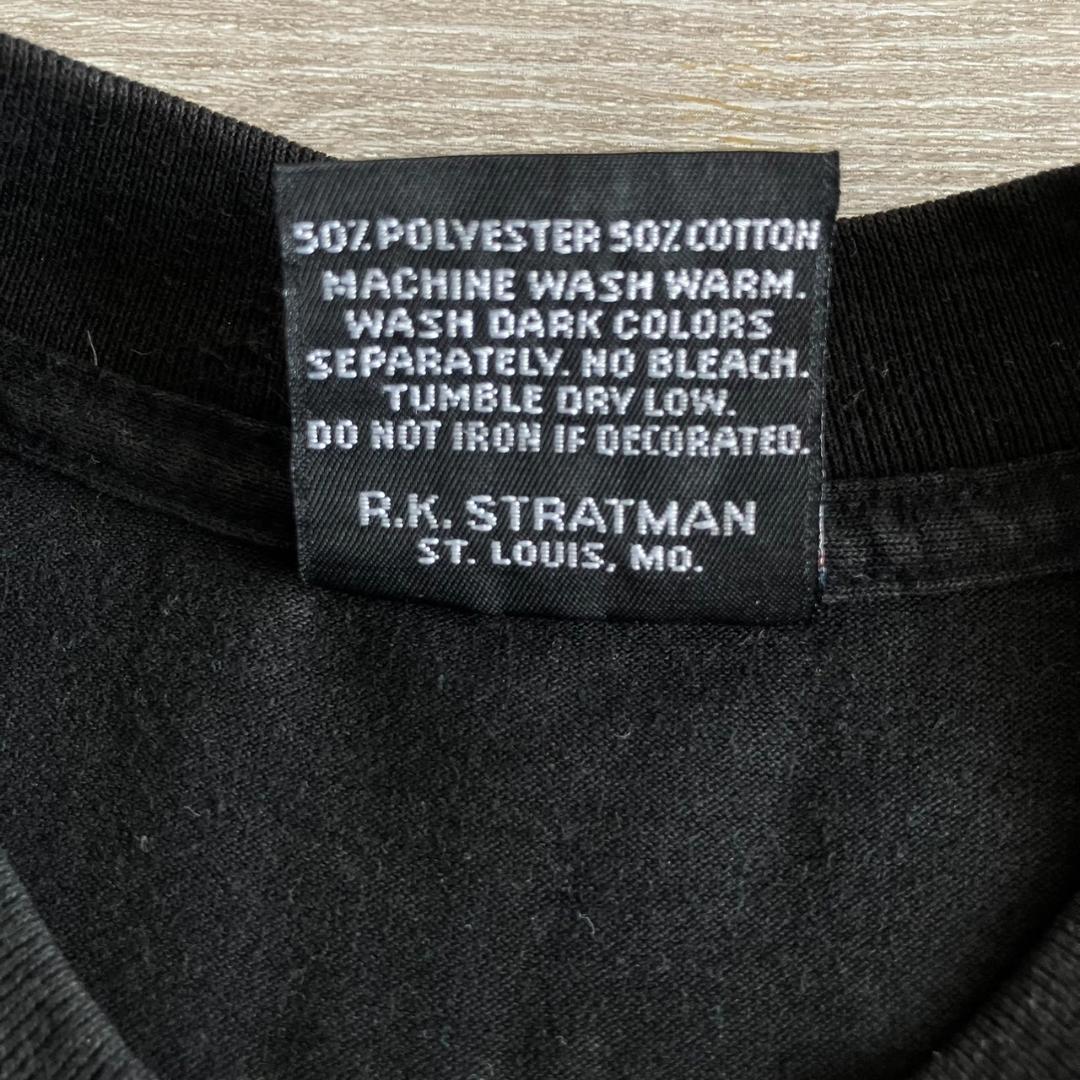 50% POLYESTER 50% COTTON
MACHINE WASH WARM.
WASH DARK COLORS
SEPARATELY. NO BLEACH.
TUMBLE DRY LOW.
DO NOT IRON IF DECORATED.
R.K. STRATMAN
ST. LOUIS, MO.